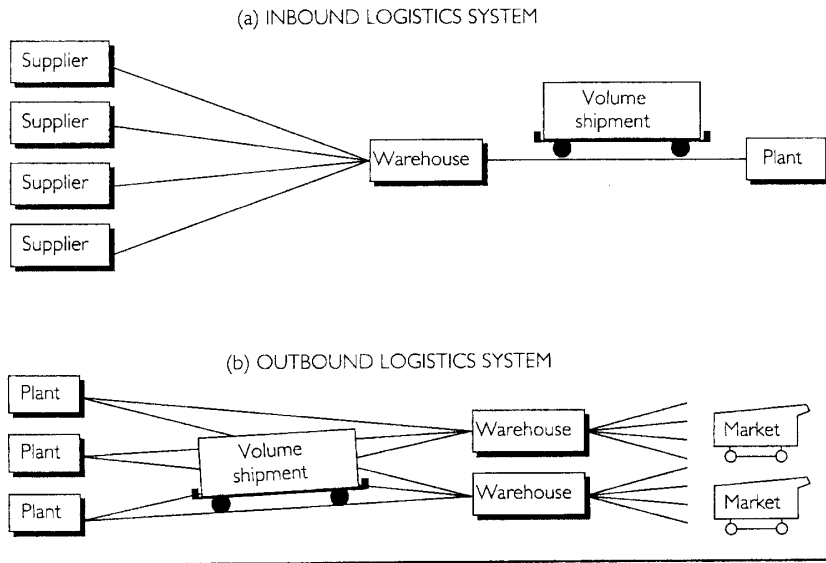 (a) INBOUND LOGISTICS SYSTEM
Supplier
Supplier
Supplier
Supplier
Warehouse
Volume
shipment
Plant
(b) OUTBOUND LOGISTICS SYSTEM
Plant
Plant
Plant
Volume
shipment
Warehouse
Warehouse
Market
Market